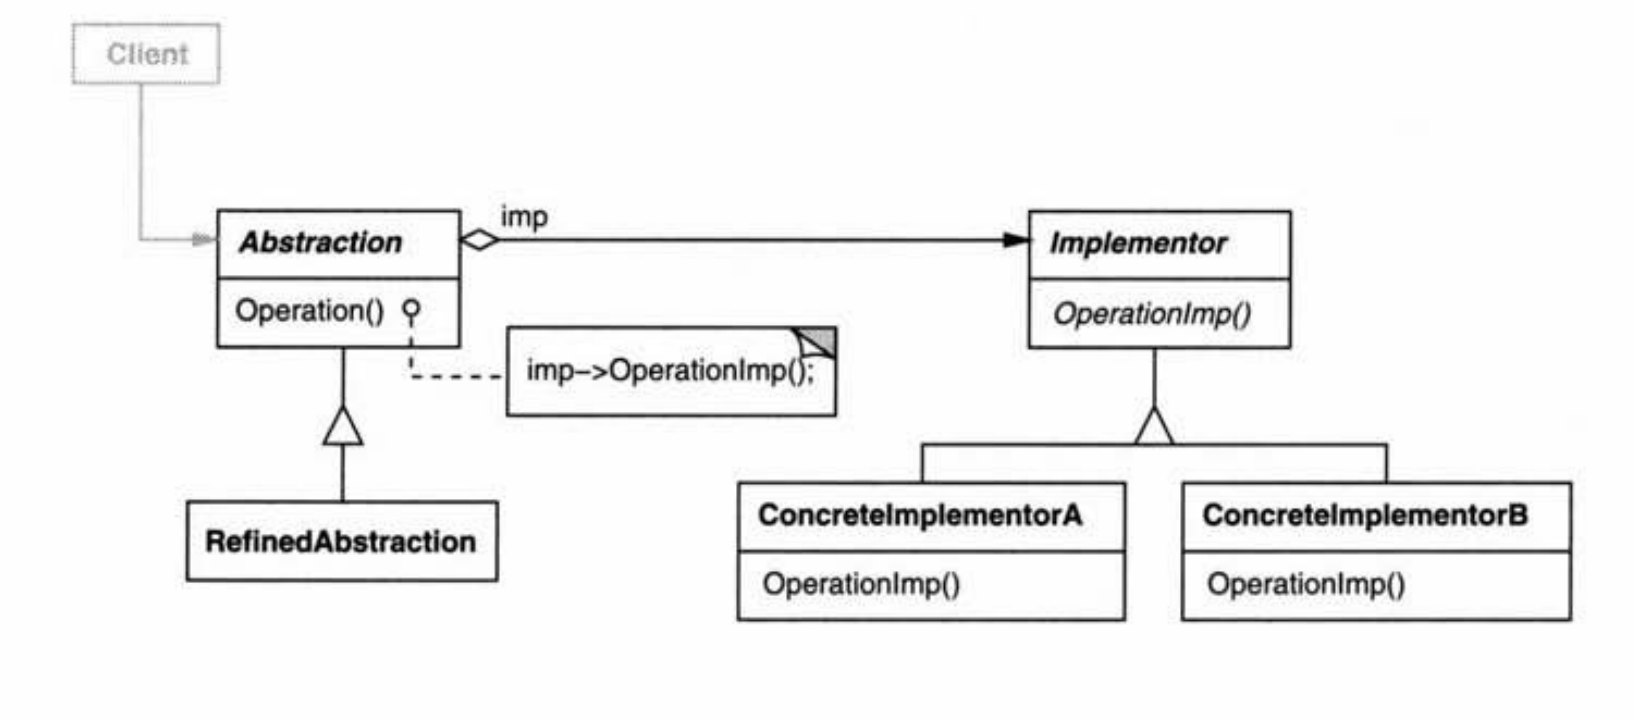 Client
imp
Abstraction
Implementor
Operation()
OperationImp()
imp->OperationImp();
RefinedAbstraction
ConcreteImplementorA
ConcreteImplementorB
OperationImp()
OperationImp()